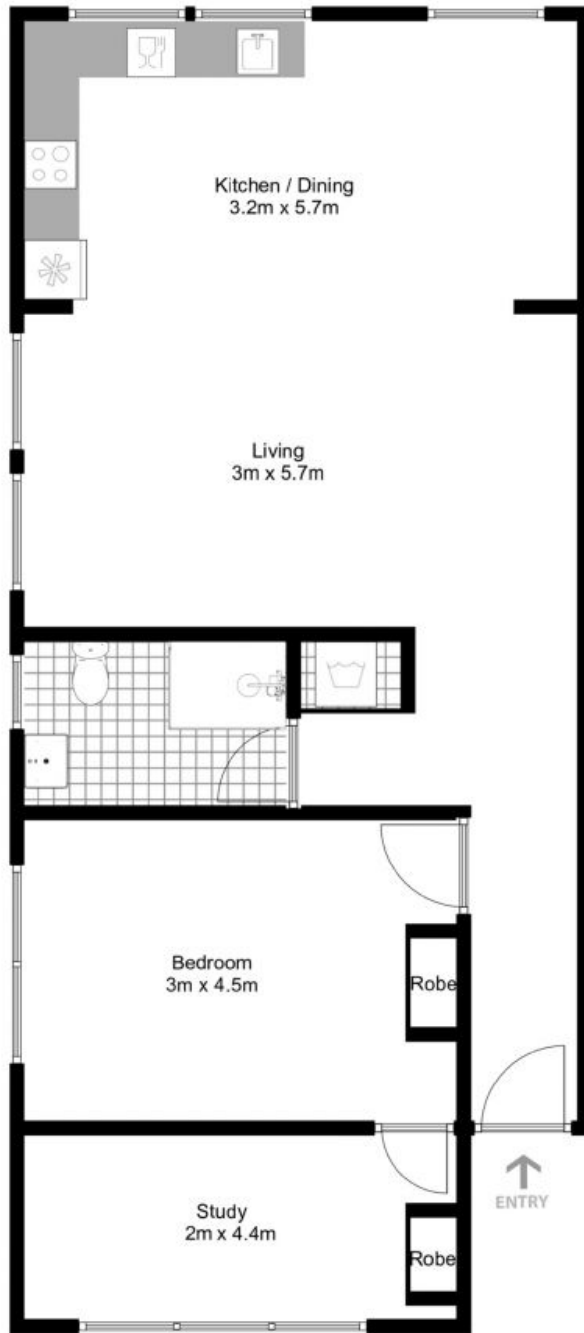 Kitchen / Dining
3.2m x 5.7m
Living
3m x 5.7m
Bedroom
3m x 4.5m
Robe
ENTRY
Study
2m x 4.4m
Robe